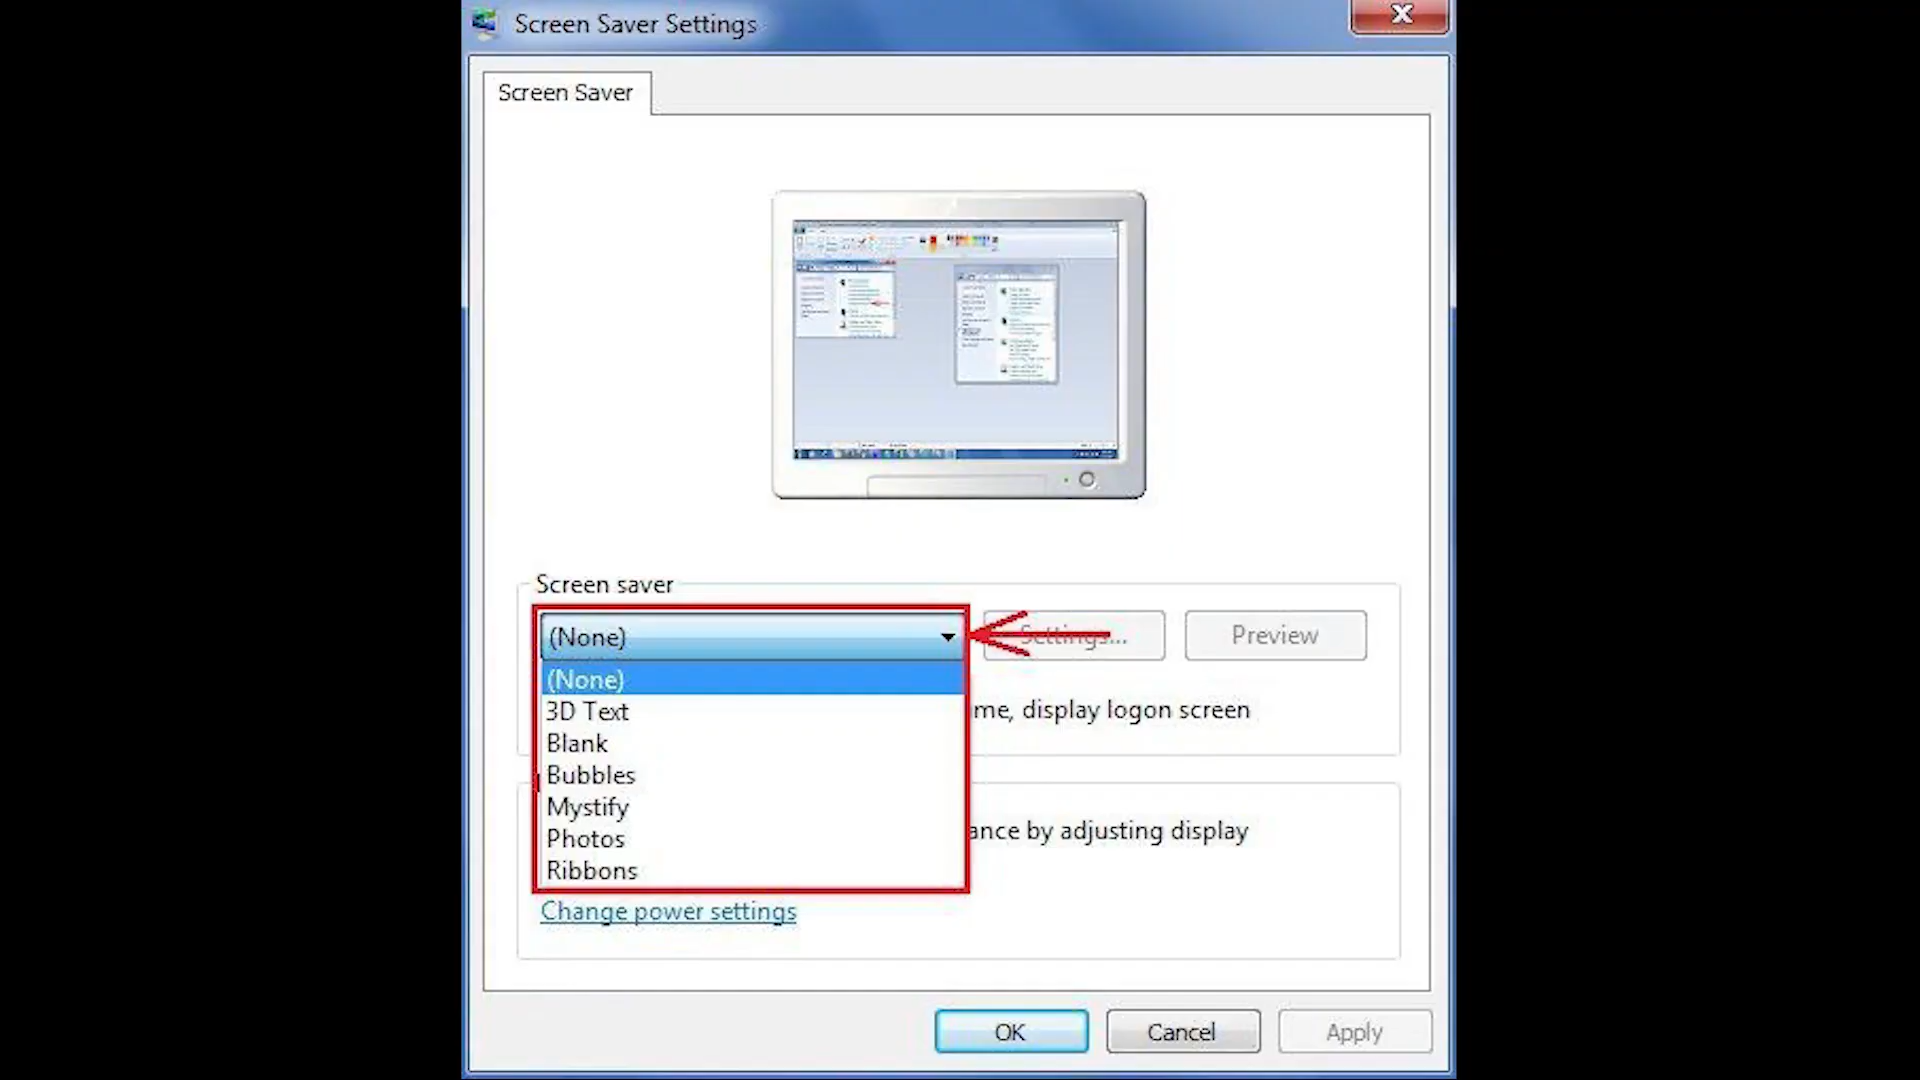 Screen Saver Settings
Screen Saver
Screen saver
(None)
Settings...
Preview
(None)
3D Text
Blank
Bubbles
Mystify
Photos
Ribbons
me, display logon screen
ance by adjusting display
Change power settings
OK
Cancel
Apply